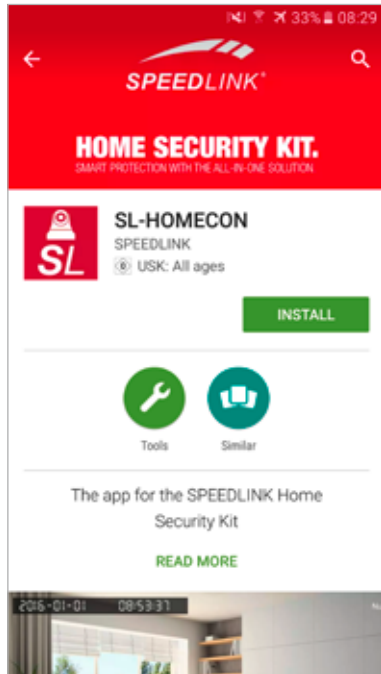 33% 08:29
SPEEDLINK®
HOME SECURITY KIT.
SMART PROTECTION WITH THE ALL-IN-ONE SOLUTION
SL
SL-HOMECON
SPEEDLINK
USK: All ages
INSTALL
Tools Similar
The app for the SPEEDLINK Home
Security Kit
READ MORE
2016-01-01 08:53:37